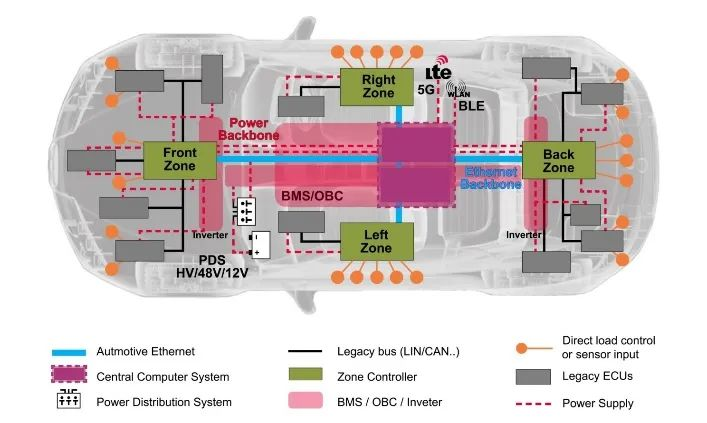 Right
Zone
Lte
5G
WLAN
BLE
Power
Backbone
Front
Zone
Back
Zone
Ethernet
Backbone
BMS/OBC
Inverter
Left
Zone
Inverter
PDS
HV/48V/12V
Autmotive Ethernet
Legacy bus (LIN/CAN..)
Direct load control
or sensor input
Central Computer System
Zone Controller
Legacy ECUs
Power Distribution System
BMS / OBC / Inveter
Power Supply